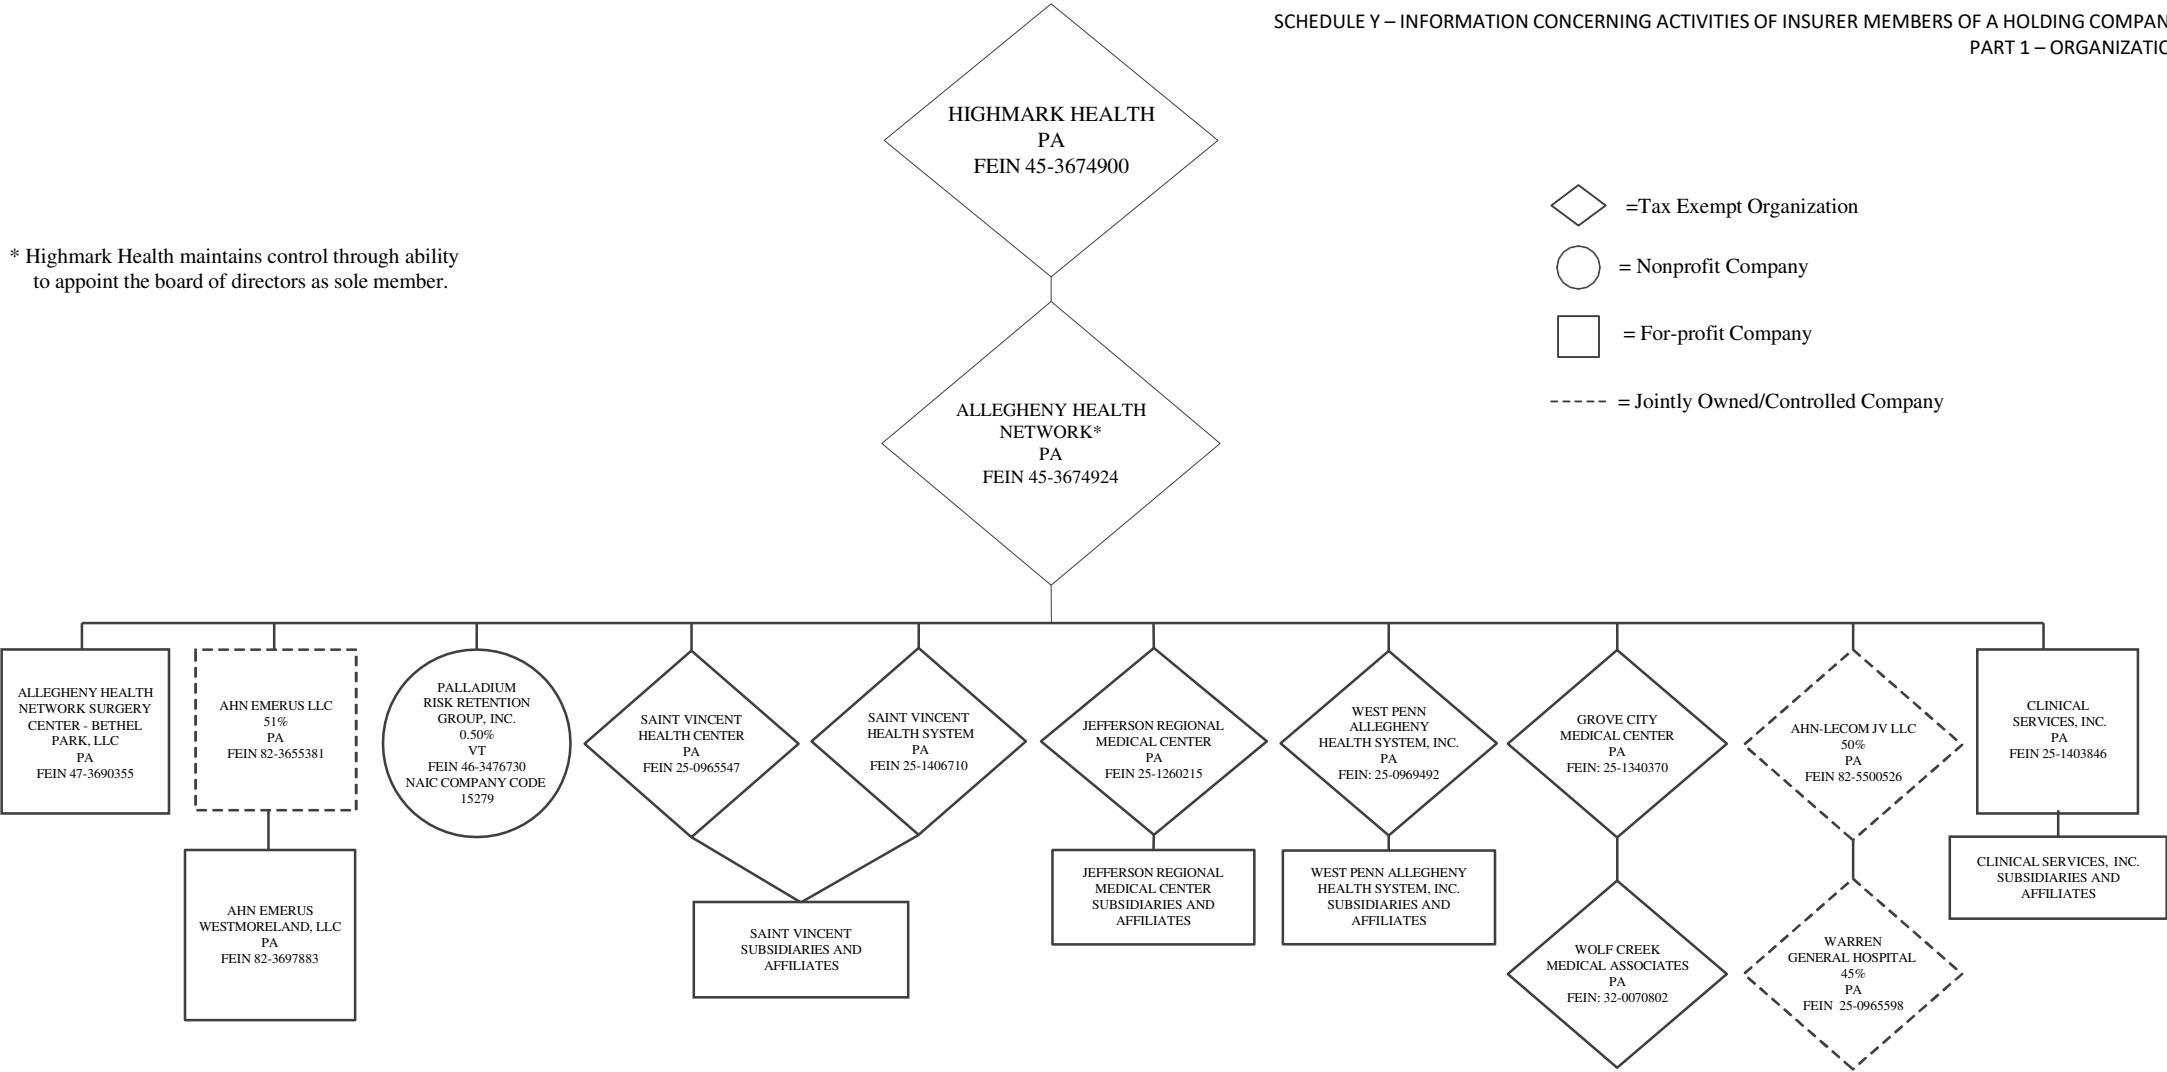 SCHEDULE Y – INFORMATION CONCERNING ACTIVITIES OF INSURER MEMBERS OF A HOLDING
PART 1 –
HIGHMARK HEALTH
PA
FEIN 45-3674900
* Highmark Health maintains control through ability
to appoint the board of directors as sole member.
=Tax Exempt Organization
= Nonprofit Company
= For-profit Company
= Jointly Owned/Controlled Company
ALLEGHENY HEALTH
NETWORK*
PA
FEIN 45-3674924
ALLEGHENY HEALTH
NETWORK SURGERY
CENTER - BETHEL
PARK, LLC
PA
FEIN 47-3690355
AHN EMERUS LLC
51%
PA
FEIN 82-3655381
PALLADIUM
RISK RETENTION
GROUP, INC.
0.50%
VT
FEIN 46-3476730
NAIC COMPANY CODE
15279
SAINT VINCENT
HEALTH CENTER
PA
FEIN 25-0965547
SAINT VINCENT
HEALTH SYSTEM
PA
FEIN 25-1406710
JEFFERSON REGIONAL
MEDICAL CENTER
PA
FEIN 25-1260215
WEST PENN
ALLEGHENY
HEALTH SYSTEM, INC.
PA
FEIN: 25-0969492
GROVE CITY
MEDICAL CENTER
PA
FEIN: 25-1340370
AHN-LECOM JV LLC
50%
PA
FEIN 82-5500526
CLINICAL
SERVICES, INC.
PA
FEIN 25-1403846
AHN EMERUS
WESTMORELAND, LLC
PA
FEIN 82-3697883
SAINT VINCENT
SUBSIDIARIES AND
AFFILIATES
JEFFERSON REGIONAL
MEDICAL CENTER
SUBSIDIARIES AND
AFFILIATES
WEST PENN ALLEGHENY
HEALTH SYSTEM, INC.
SUBSIDIARIES AND
AFFILIATES
WOLF CREEK
MEDICAL ASSOCIATES
PA
FEIN: 32-0070802
WARREN
GENERAL HOSPITAL
45%
PA
FEIN 25-0965598
CLINICAL SERVICES, INC.
SUBSIDIARIES AND
AFFILIATES